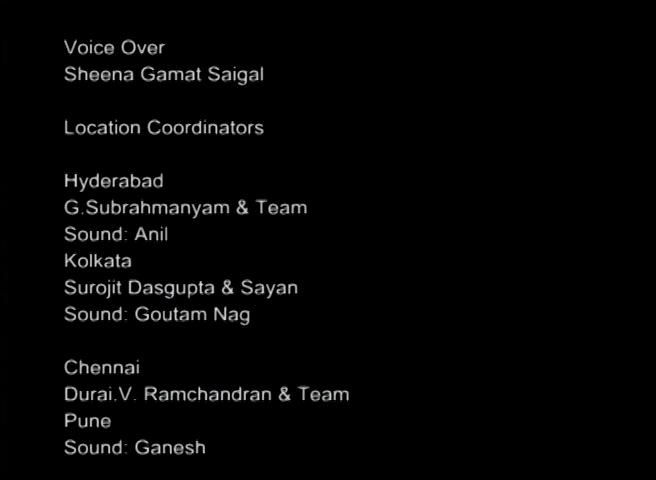 Voice Over
Sheena Gamat Saigal
Location Coordinators
Hyderabad
G.Subrahmanyam & Team
Sound: Anil
Kolkata
Surojit Dasgupta & Sayan
Sound: Goutam Nag
Chennai
Durai.V. Ramchandran & Team
Pune
Sound: Ganesh